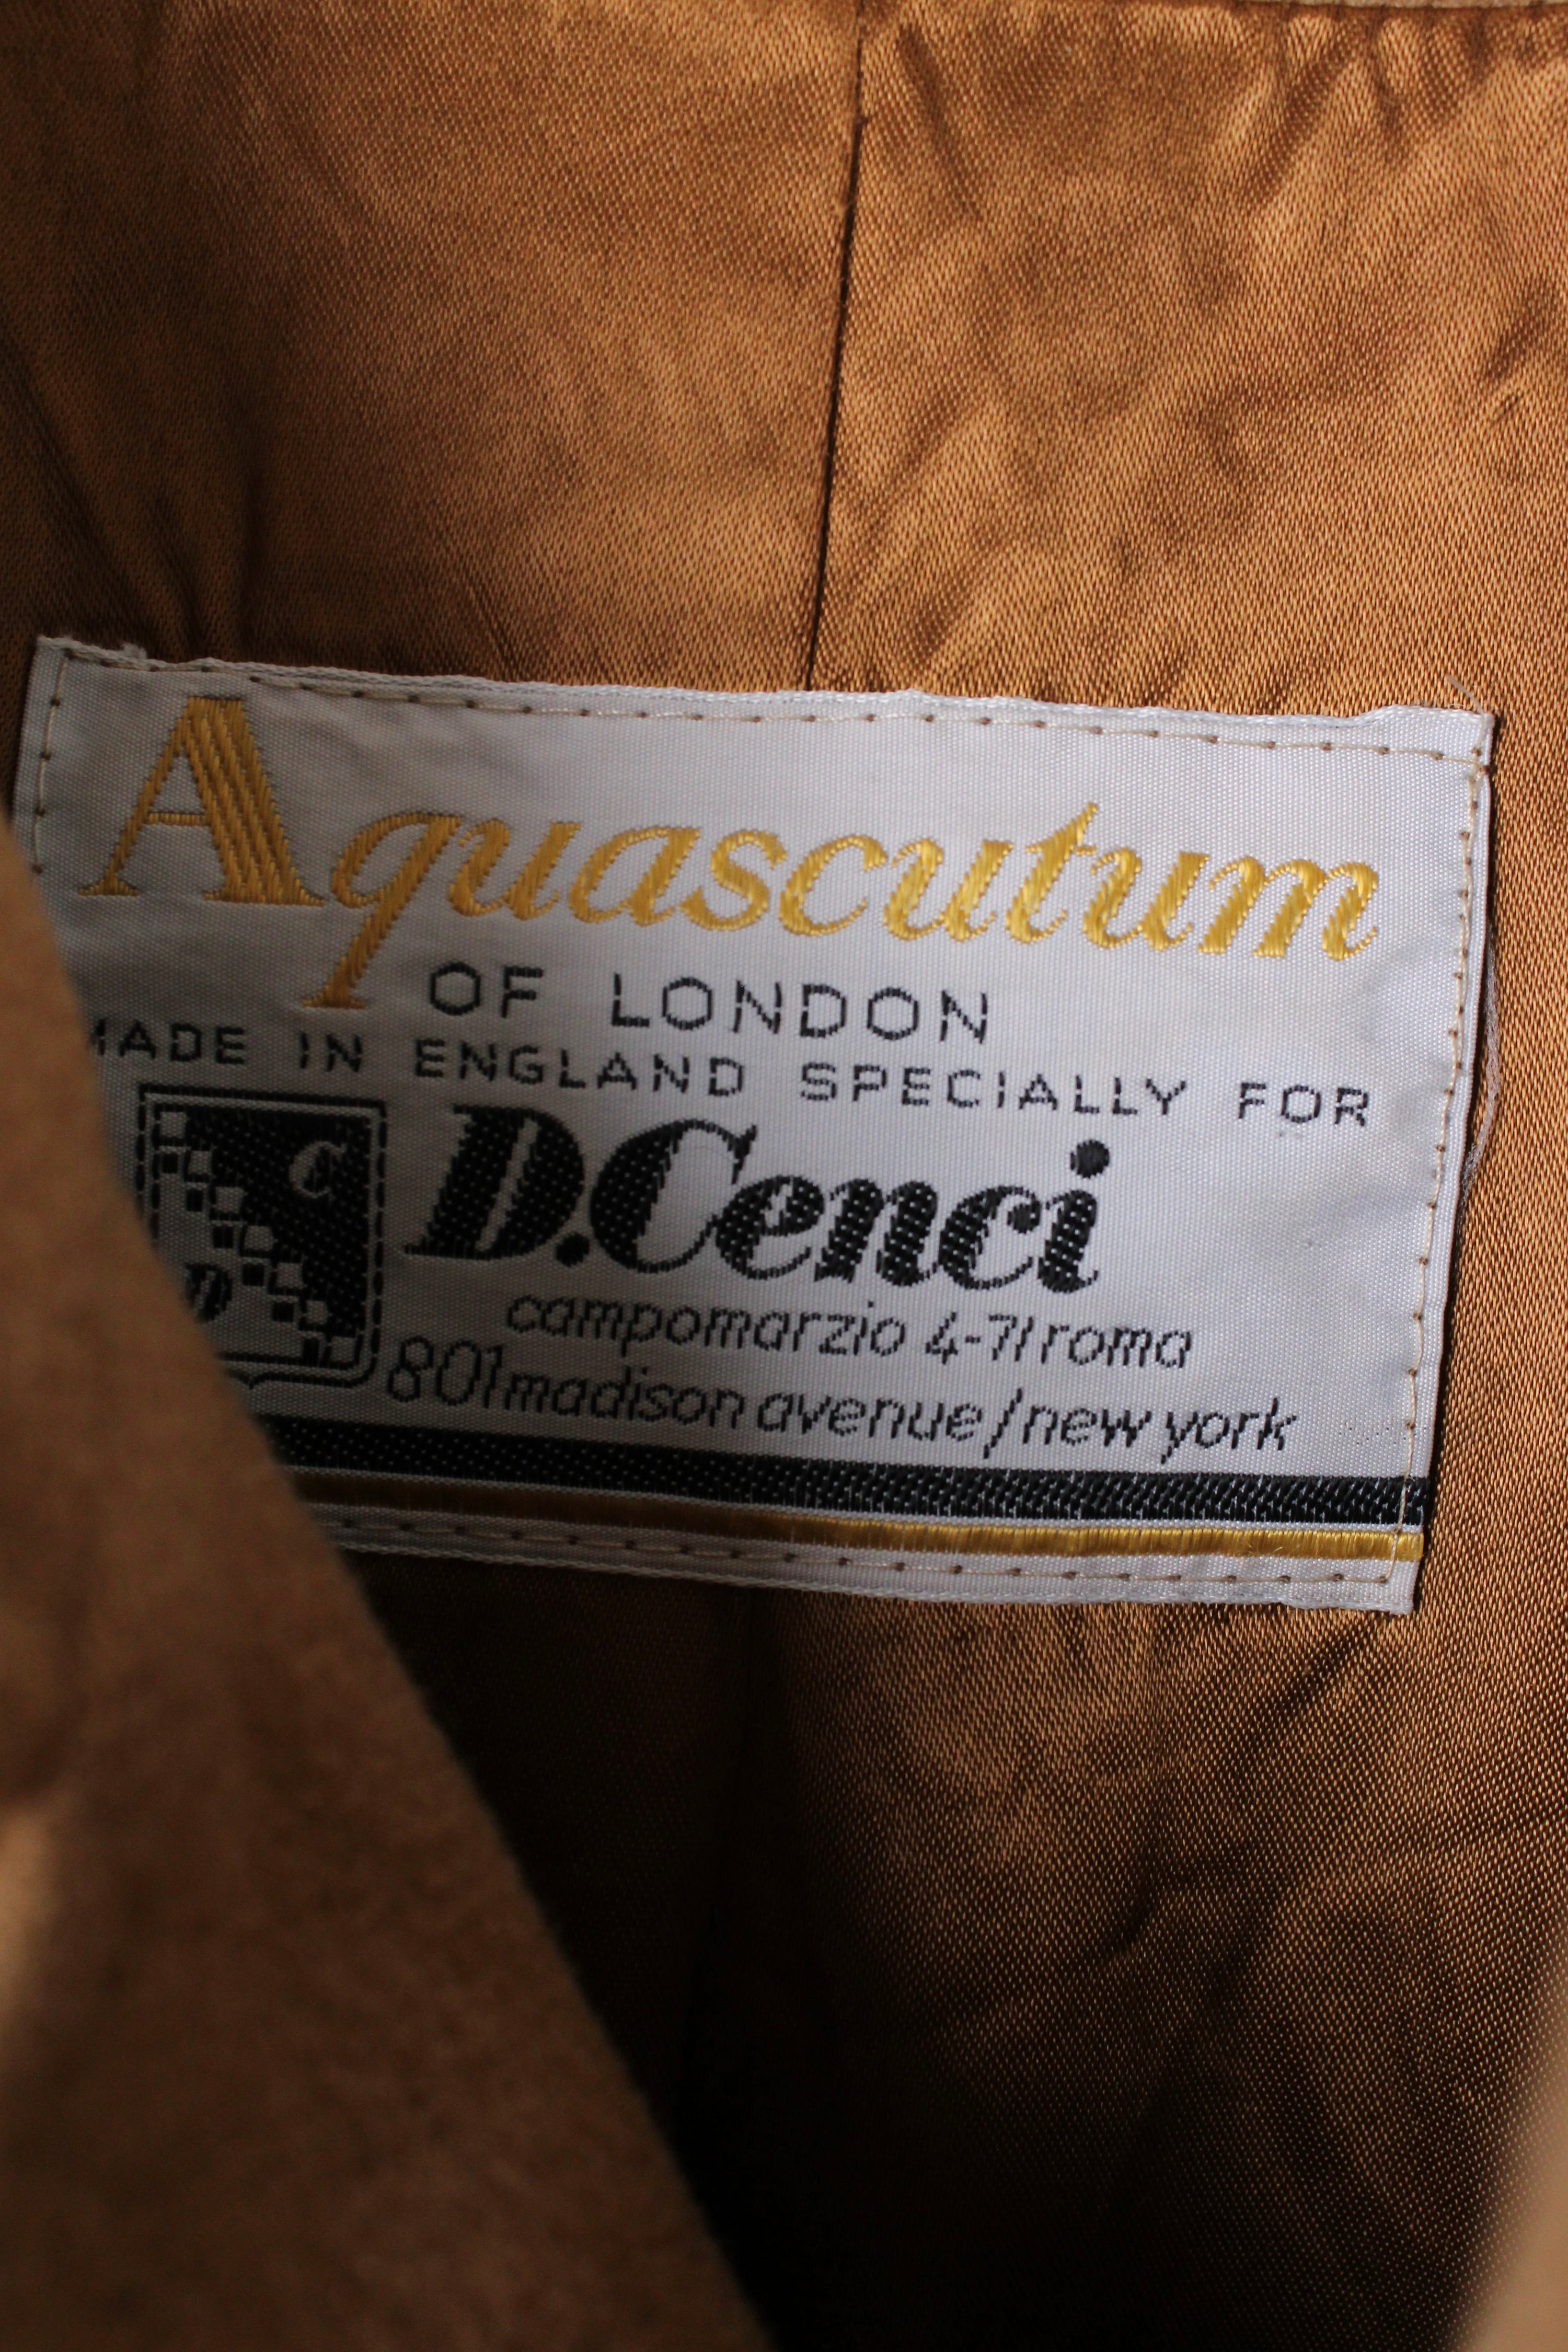 Aquascutum
OF LONDON
MADE IN ENGLAND SPECIALLY FOR
C
D
D.Cenci
campomarzio 4-7/roma
801 madison avenue/new york